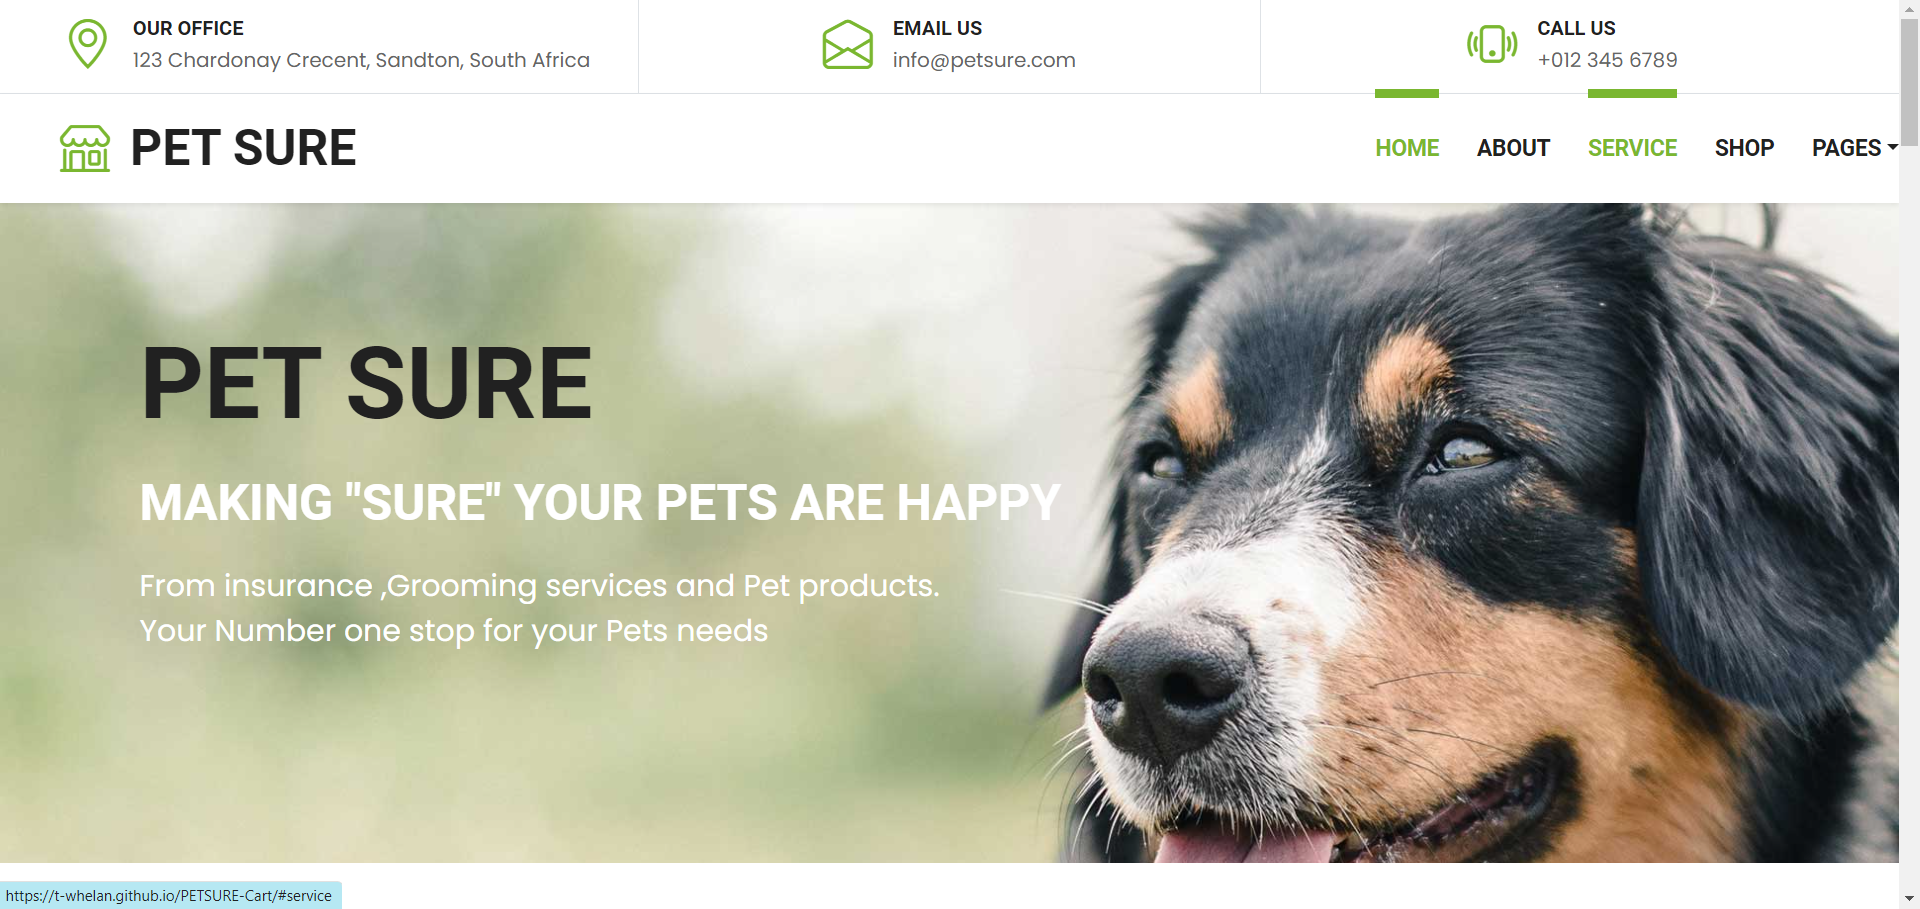 OUR OFFICE
123 Chardonay Crecent, Sandton, South Africa
EMAIL US
info@petsure.com
CALL US
+012 345 6789
PET SURE
HOME ABOUT SERVICE SHOP PAGES
PET SURE
MAKING "SURE" YOUR PETS ARE HAPPY
From insurance ,Grooming services and Pet products.
Your Number one stop for your Pets needs
https://t-whelan.github.io/PETSURE-Cart/#service